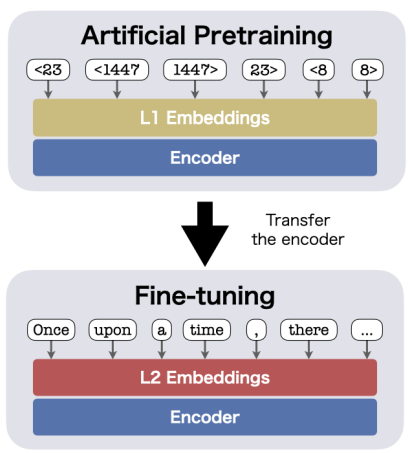 Artificial Pretraining
<23 <1447 1447> 23> <8 8>
L1 Embeddings
Encoder
Transfer
the encoder
Fine-tuning
Once upon a time , there ...
L2 Embeddings
Encoder